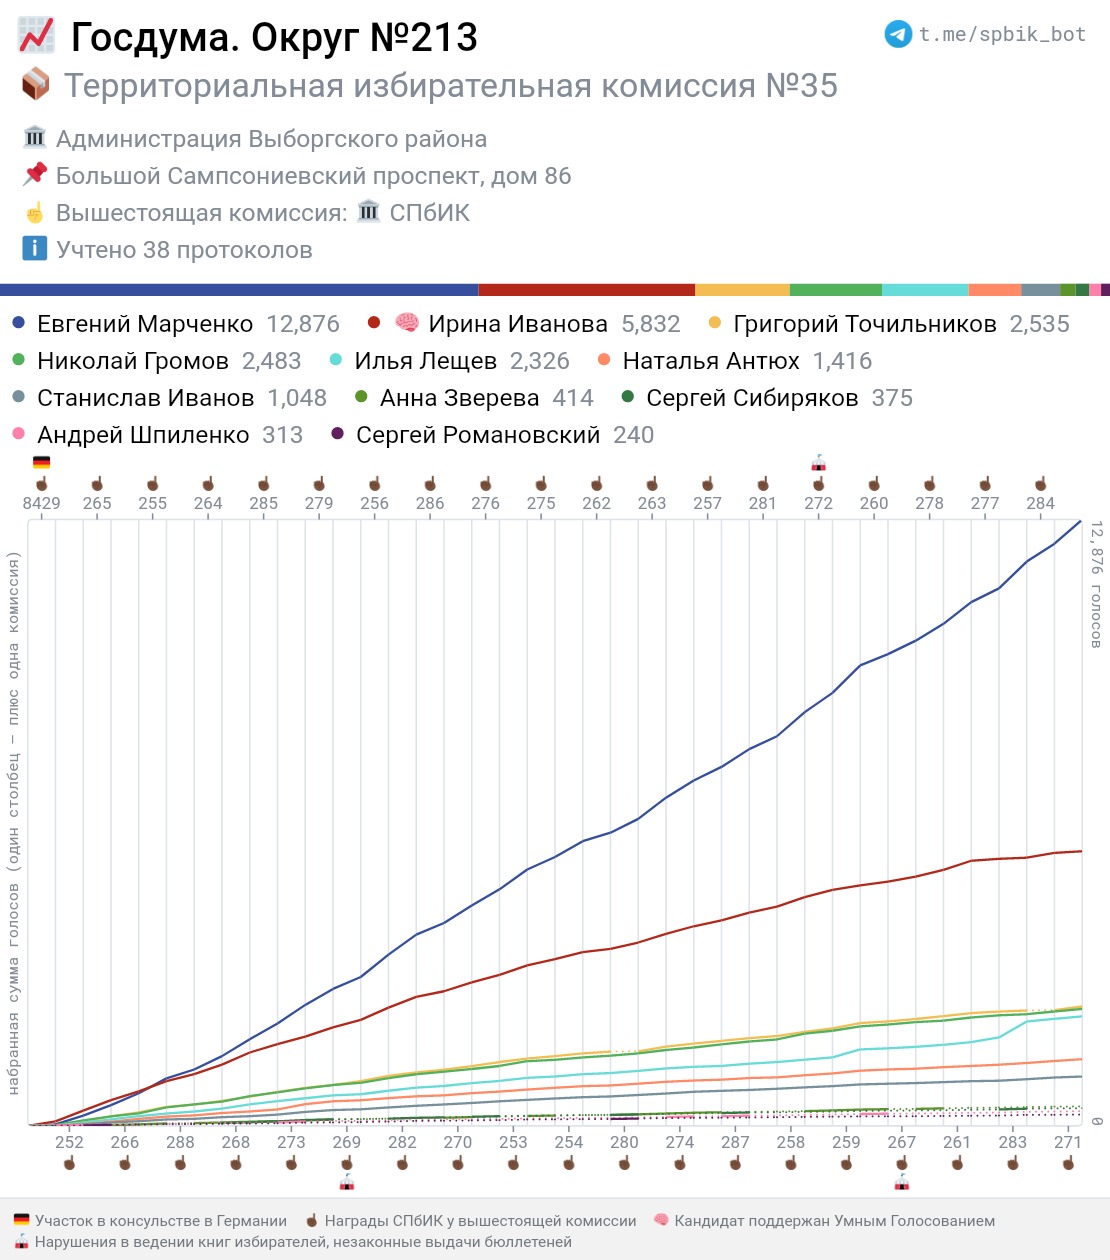 Госдума. Округ №213
t.me/spbik_bot
Территориальная избирательная комиссия №35
Администрация Выборгского района
Большой Сампсониевский проспект, дом 86
Вышестоящая комиссия: СПбИК
Учтено 38 протоколов
Евгений Марченко 12,876 Ирина Иванова 5,832 Григорий Точильников 2,535
Николай Громов 2,483 Илья Лещев 2,326 Наталья Антюх 1,416
Станислав Иванов 1,048 Анна Зверева 414 Сергей Сибиряков 375
Андрей Шпиленко 313 Сергей Романовский 240
8429 265 255 264 285 279 256 286 276 275 262 263 257 281 272 260 278 277 284
набранная сумма голосов (один столбец – плюс одна комиссия)
12,876 голосов
0
252 266 288 268 273 269 282 270 253 254 280 274 287 258 259 267 261 283 271
Участок в консульстве в Германии Награды СПбИК у вышестоящей комиссии Кандидат поддержан Умным Голосованием
Нарушения в ведении книг избирателей, незаконные выдачи бюллетеней